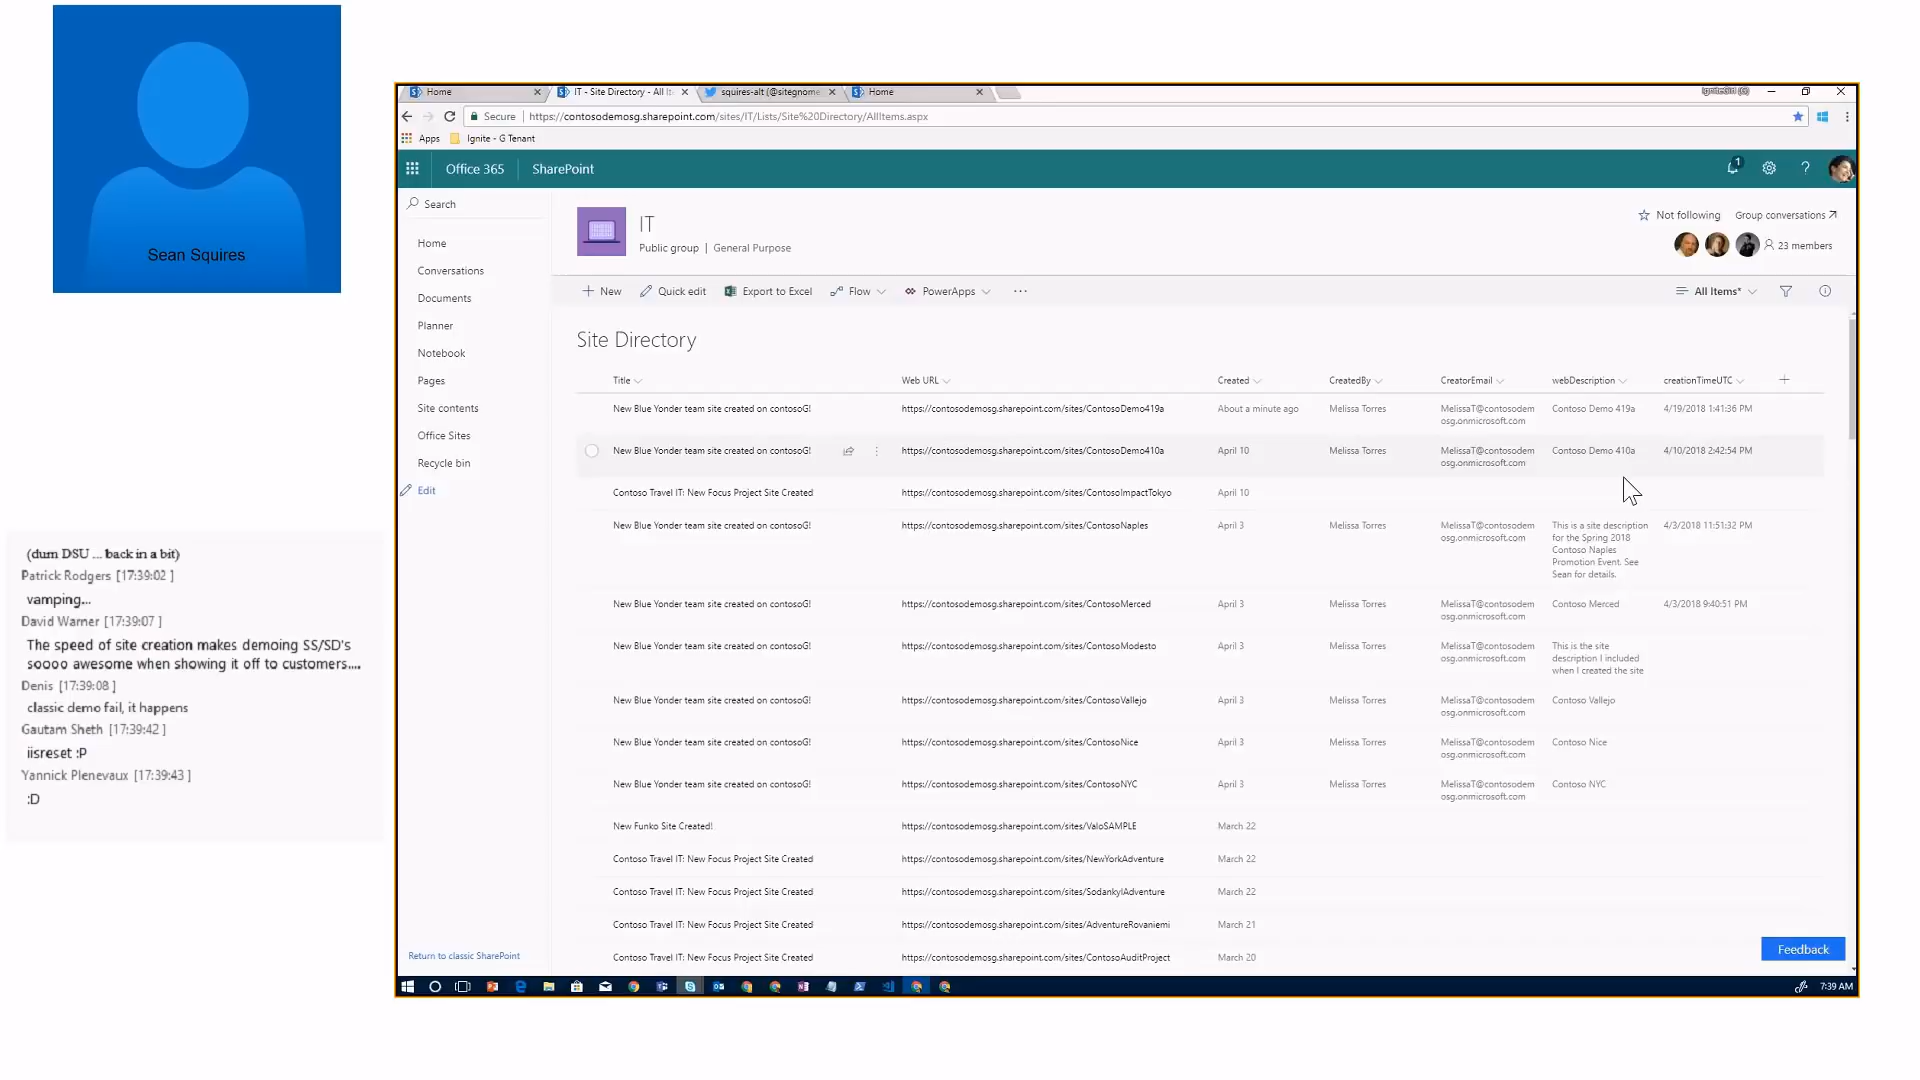 Sean Squires
(dum DSU ... back in a bit)
Patrick Rodgers [17:39:02 ]
vamping...
David Warner [17:39:07 ]
The speed of site creation makes demoing SS/SD's
soooo awesome when showing it off to customers....
Denis [17:39:08 ]
classic demo fail, it happens
Gautam Sheth [17:39:42 ]
iisreset :P
Yannick Plenevaux [17:39:43 ]
:D
Home
IT - Site Directory - All It
squires-alt (@sitegnome
Home
Secure https://contosodemosg.sharepoint.com/sites/IT/Lists/Site%20Directory/AllItems.aspx
Apps Ignite - G Tenant
Office 365 SharePoint 1 ?
Search
Home
Conversations
Documents
Planner
Notebook
Pages
Site contents
Office Sites
Recycle bin
Edit
Return to classic SharePoint
IT
Public group | General Purpose
Not following Group conversations
23 members
New Quick edit Export to Excel Flow PowerApps ... All Items*
Site Directory
Title Web URL Created CreatedBy CreatorEmail webDescription creationTimeUTC
New Blue Yonder team site created on contosoG! https://contosodemosg.sharepoint.com/sites/ContosoDemo419a About a minute ago Melissa Torres MelissaT@contosodem Contoso Demo 419a 4/19/2018 1:41:36 PM
osg.onmicrosoft.com
New Blue Yonder team site created on contosoG! https://contosodemosg.sharepoint.com/sites/ContosoDemo410a April 10 Melissa Torres MelissaT@contosodem Contoso Demo 410a 4/10/2018 2:42:54 PM
osg.onmicrosoft.com
Contoso Travel IT: New Focus Project Site Created https://contosodemosg.sharepoint.com/sites/ContosoImpactTokyo April 10
New Blue Yonder team site created on contosoG! https://contosodemosg.sharepoint.com/sites/ContosoNaples April 3 Melissa Torres MelissaT@contosodem This is a site description 4/3/2018 11:51:32 PM
osg.onmicrosoft.com for the Spring 2018
Contoso Naples
Promotion Event. See
Sean for details.
New Blue Yonder team site created on contosoG! https://contosodemosg.sharepoint.com/sites/ContosoMerced April 3 Melissa Torres MelissaT@contosodem Contoso Merced 4/3/2018 9:40:51 PM
osg.onmicrosoft.com
New Blue Yonder team site created on contosoG! https://contosodemosg.sharepoint.com/sites/ContosoModesto April 3 Melissa Torres MelissaT@contosodem This is the site
osg.onmicrosoft.com description I included
when I created the site
New Blue Yonder team site created on contosoG! https://contosodemosg.sharepoint.com/sites/ContosoVallejo April 3 Melissa Torres MelissaT@contosodem Contoso Vallejo
osg.onmicrosoft.com
New Blue Yonder team site created on contosoG! https://contosodemosg.sharepoint.com/sites/ContosoNice April 3 Melissa Torres MelissaT@contosodem Contoso Nice
osg.onmicrosoft.com
New Blue Yonder team site created on contosoG! https://contosodemosg.sharepoint.com/sites/ContosoNYC April 3 Melissa Torres MelissaT@contosodem Contoso NYC
osg.onmicrosoft.com
New Funko Site Created! https://contosodemosg.sharepoint.com/sites/ValoSAMPLE March 22
Contoso Travel IT: New Focus Project Site Created https://contosodemosg.sharepoint.com/sites/NewYorkAdventure March 22
Contoso Travel IT: New Focus Project Site Created https://contosodemosg.sharepoint.com/sites/SodankylAdventure March 22
Contoso Travel IT: New Focus Project Site Created https://contosodemosg.sharepoint.com/sites/AdventureRovaniemi March 21
Contoso Travel IT: New Focus Project Site Created https://contosodemosg.sharepoint.com/sites/ContosoAuditProject March 20
Feedback
7:39 AM